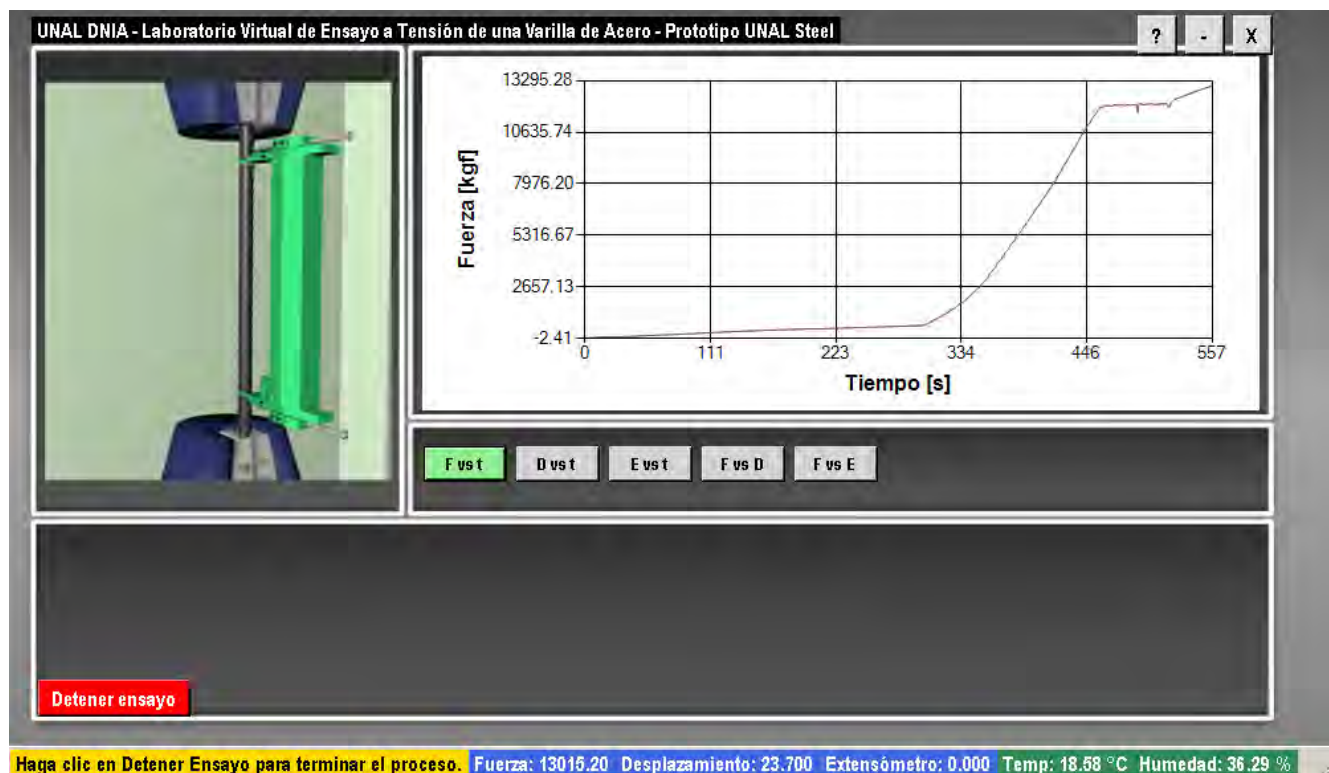 UNAL DNIA - Laboratorio Virtual de Ensayo a Tensión de una Varilla de Acero - Prototipo UNAL Steel
? - X
13295.28
10635.74
7976.20
5316.67
2657.13
-2.41
Fuerza [kgf]
0 111 223 334 446 557
Tiempo [s]
F vs t D vs t E vs t F vs D F vs E
Detener ensayo
Haga clic en Detener Ensayo para terminar el proceso. Fuerza: 13015.20 Desplazamiento: 23.700 Extensómetro: 0.000 Temp: 18.58 °C Humedad: 36.29 %